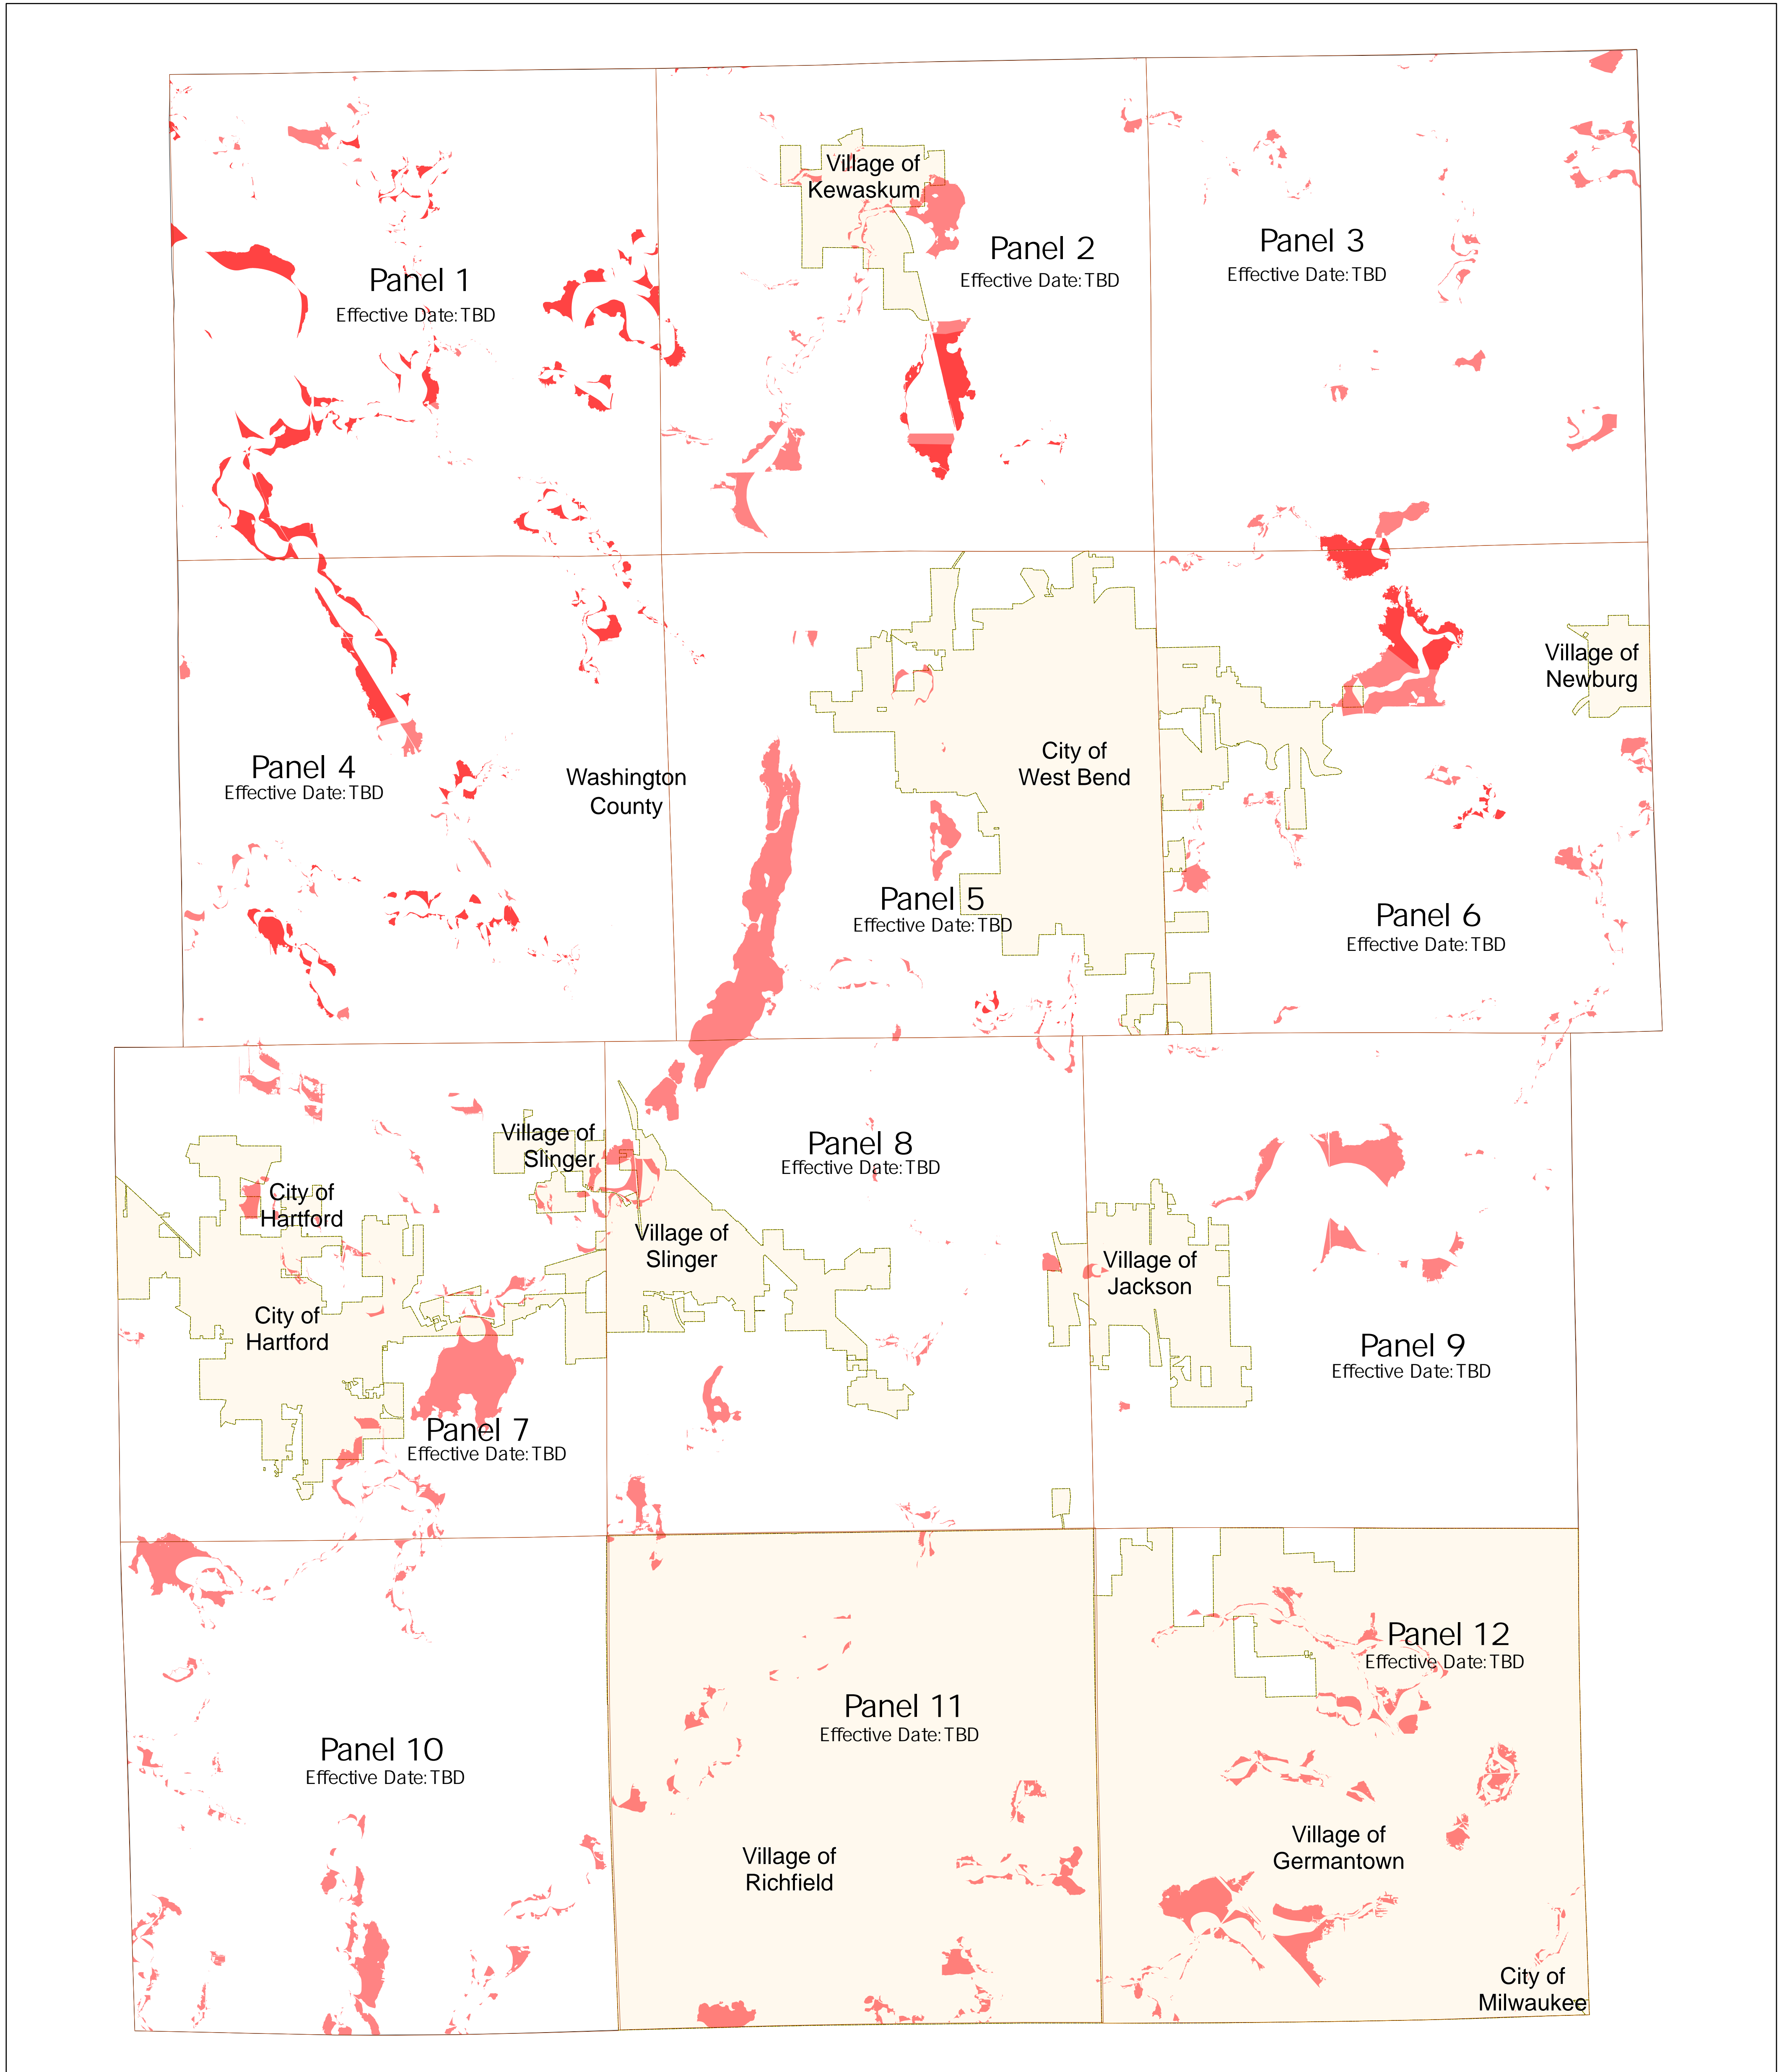 Village of
Kewaskum
Panel 1
Effective Date: TBD
Panel 2
Effective Date: TBD
Panel 3
Effective Date: TBD
Village of
Newburg
Panel 4
Effective Date: TBD
Washington
County
City of
West Bend
Panel 5
Effective Date: TBD
Panel 6
Effective Date: TBD
Village of
Slinger
City of
Hartford
City of
Hartford
Panel 7
Effective Date: TBD
Panel 8
Effective Date: TBD
Village of
Slinger
Village of
Jackson
Panel 9
Effective Date: TBD
Panel 10
Effective Date: TBD
Panel 11
Effective Date: TBD
Village of
Richfield
Panel 12
Effective Date: TBD
Village of
Germantown
City of
Milwaukee